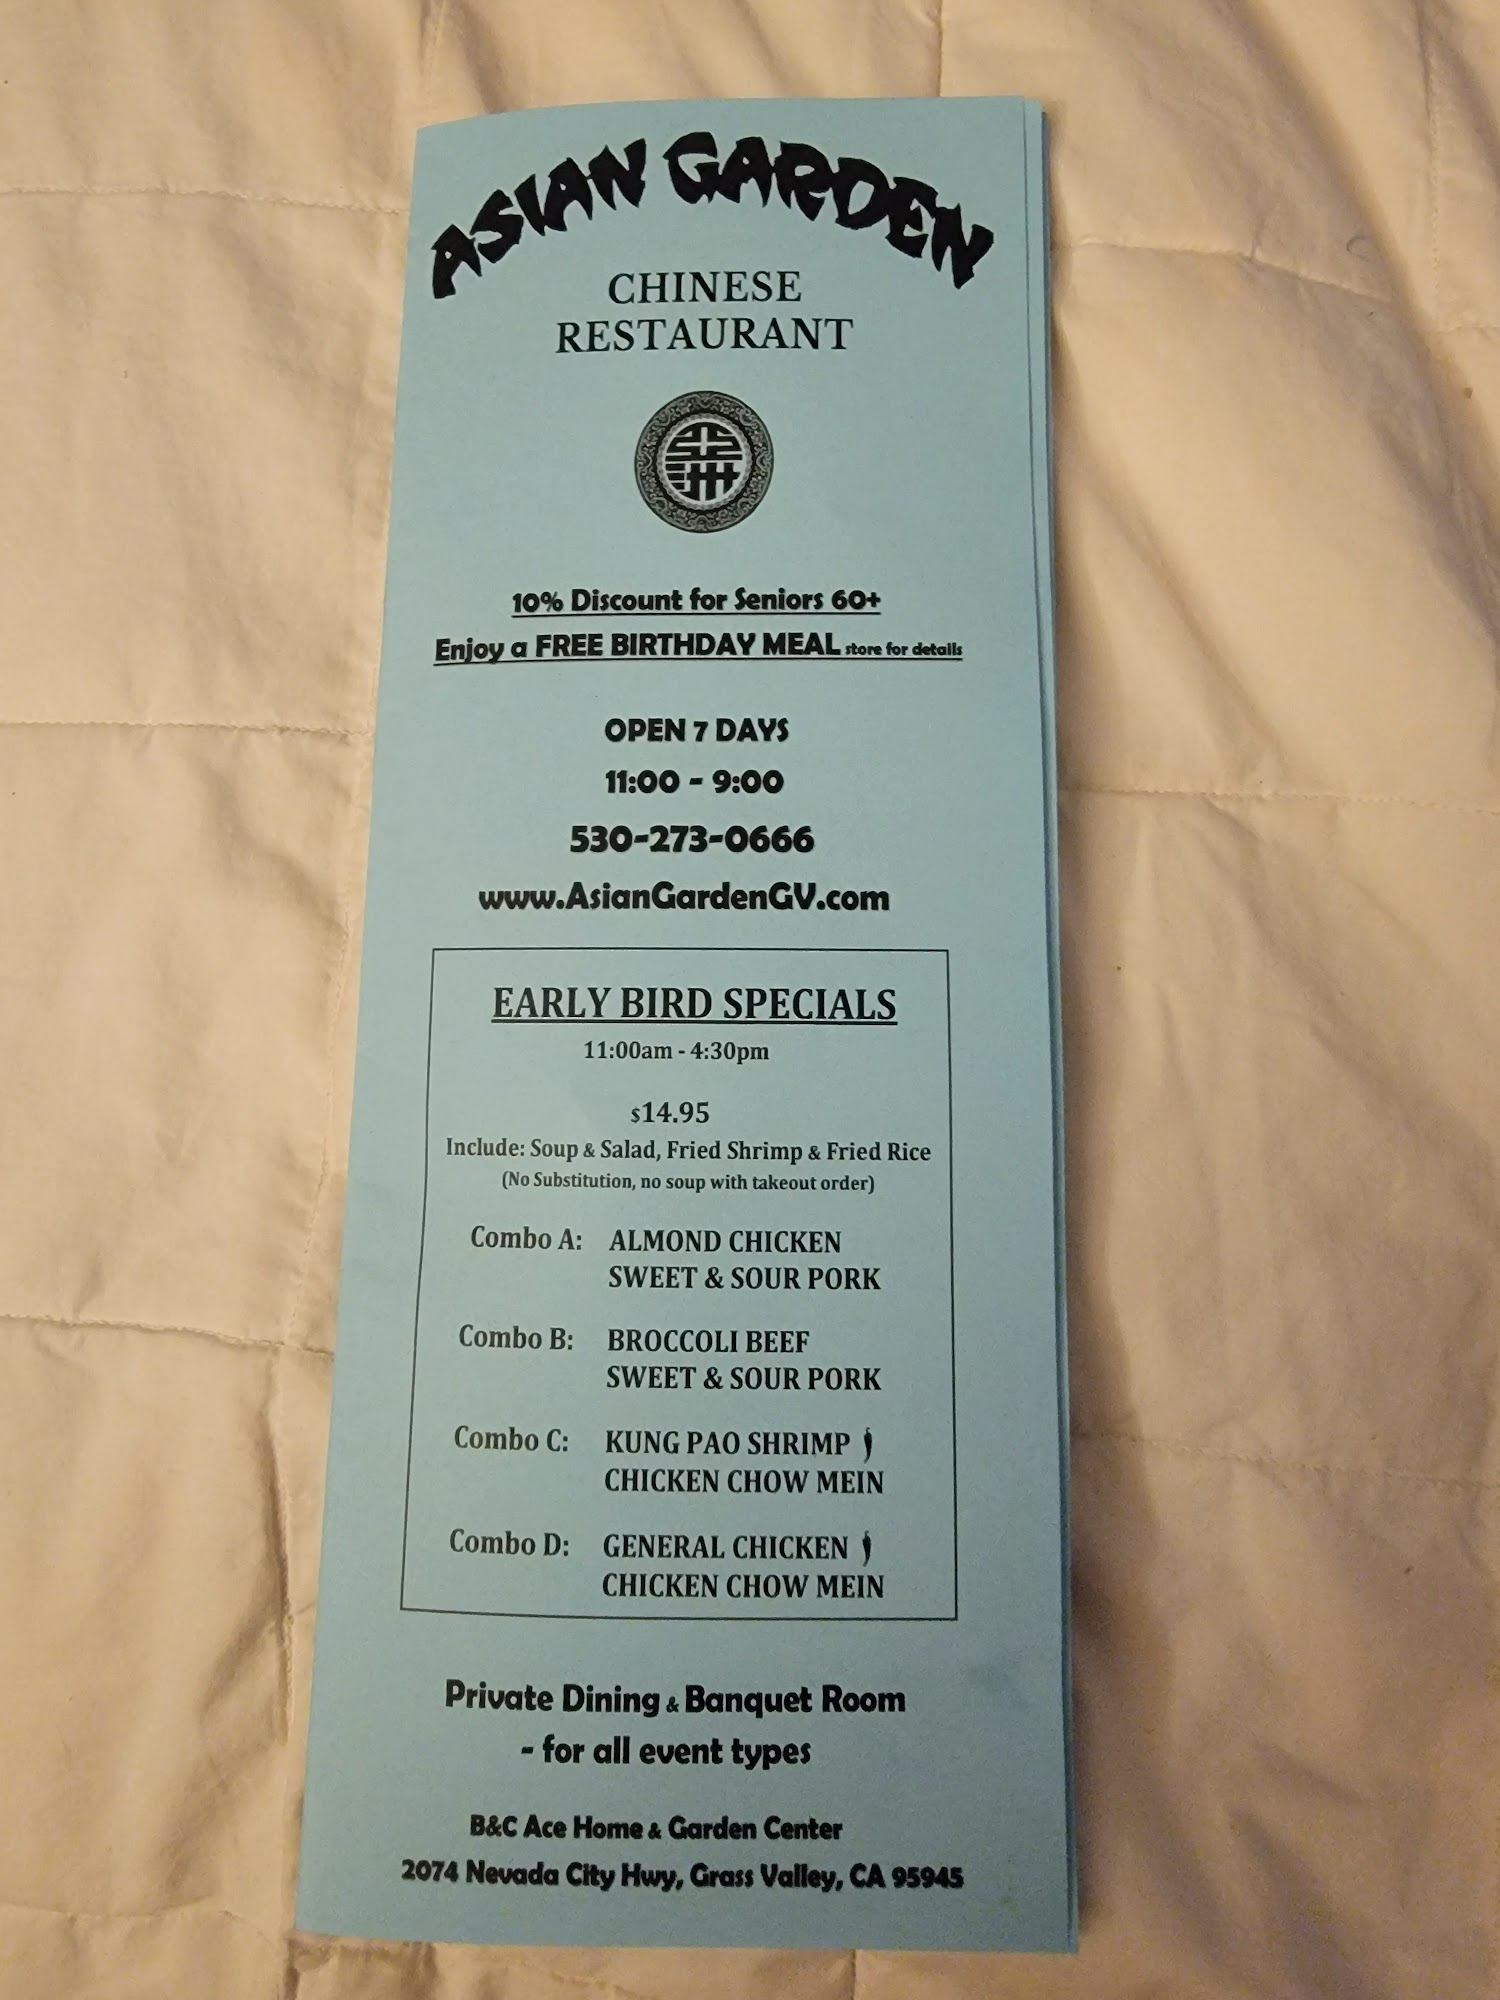 ASIAN GARDEN
CHINESE
RESTAURANT
10% Discount for Seniors 60+
Enjoy a FREE BIRTHDAY MEAL store for details
OPEN 7 DAYS
11:00 - 9:00
530-273-0666
www.AsianGardenGV.com
EARLY BIRD SPECIALS
11:00am - 4:30pm
$14.95
Include: Soup & Salad, Fried Shrimp & Fried Rice
(No Substitution, no soup with takeout order)
Combo A: ALMOND CHICKEN
SWEET & SOUR PORK
Combo B: BROCCOLI BEEF
SWEET & SOUR PORK
Combo C: KUNG PAO SHRIMP
CHICKEN CHOW MEIN
Combo D: GENERAL CHICKEN
CHICKEN CHOW MEIN
Private Dining & Banquet Room
- for all event types
B&C Ace Home & Garden Center
2074 Nevada City Hwy, Grass Valley, CA 95945